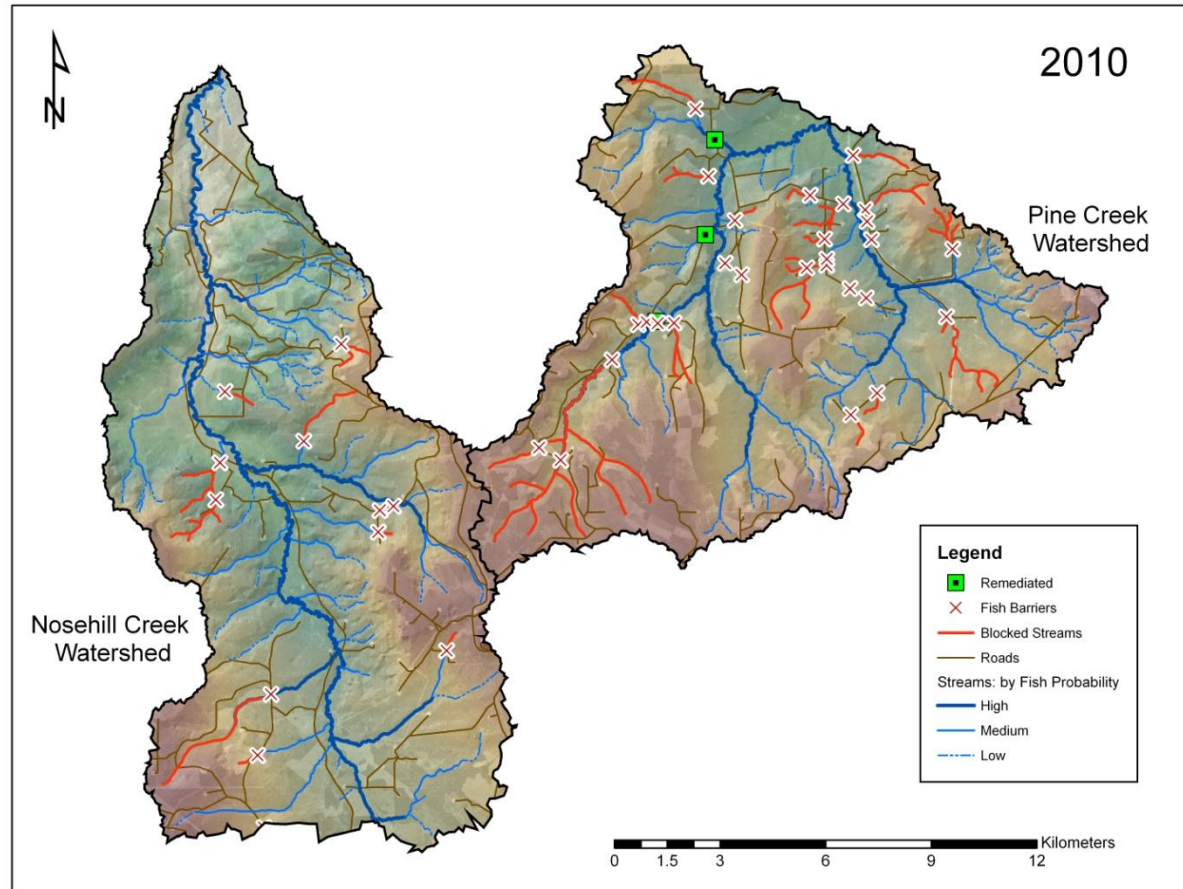 N
2010
Pine Creek
Watershed
Nosehill Creek
Watershed
Legend
Remediated
Fish Barriers
Blocked Streams
Roads
Streams: by Fish Probability
High
Medium
Low
Kilometers
0 1.5 3 6 9 12